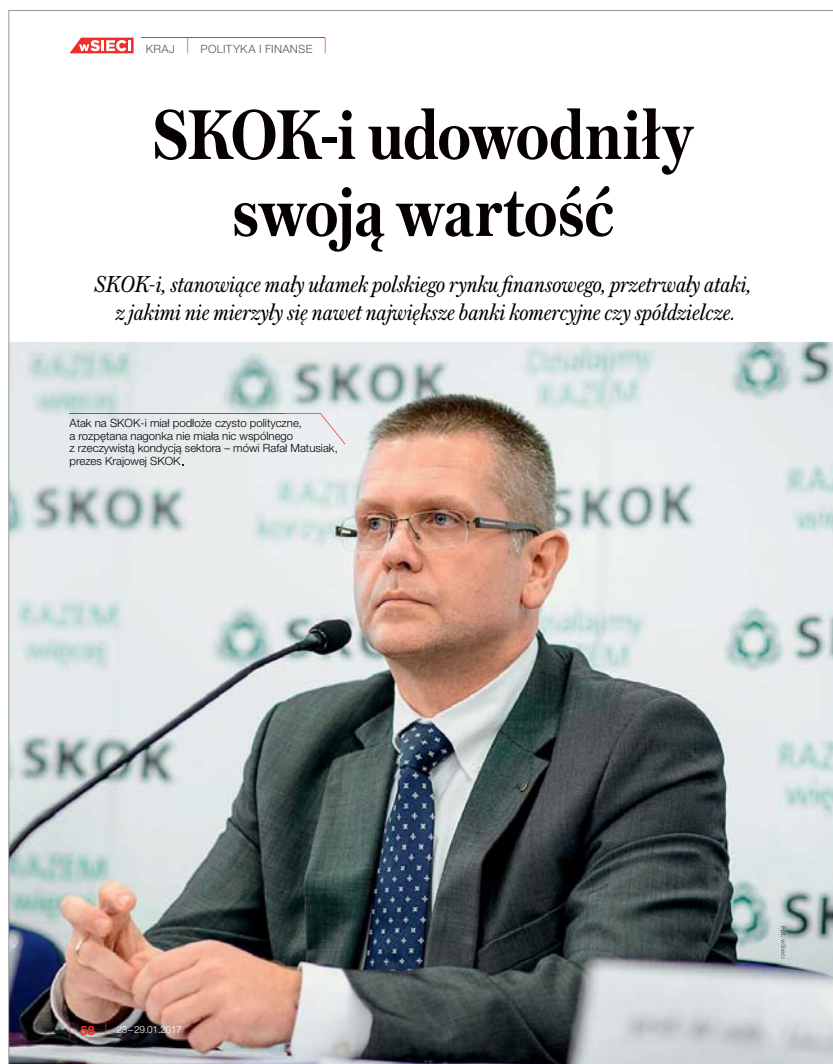 wSIECI KRAJ POLITYKA I FINANSE
SKOK-i udowodniły
swoją wartość
SKOK-i, stanowiące mały ułamek polskiego rynku finansowego, przetrwały ataki,
z jakimi nie mierzyły się nawet największe banki komercyjne czy spółdzielcze.
RAZEM
więcej
SKOK
Działajmy
RAZEM
S
Atak na SKOK-i miał podłoże czysto polityczne,
a rozpętana nagonka nie miała nic wspólnego
z rzeczywistą kondycją sektora – mówi Rafał Matusiak,
prezes Krajowej SKOK.
SKOK
SKOK
RAZEM
więcej
SK
S
SKOK
RAZEM
SK
58 23–29.01.2017